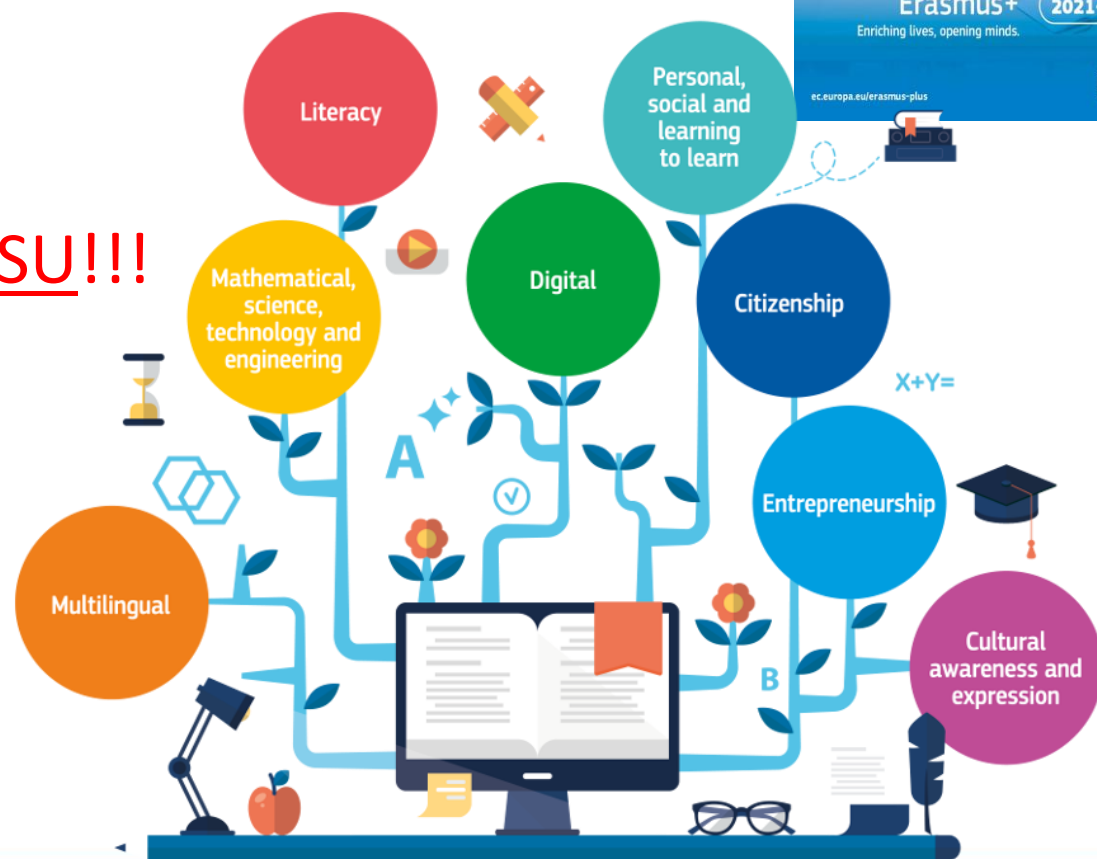 Erasmus+
2021-
Enriching lives, opening minds.
ec.europa.eu/erasmus-plus
Literacy
Personal,
social and
learning
to learn
SU!!!
Mathematical,
science,
technology and
engineering
Digital
Citizenship
X+Y=
A
Entrepreneurship
Multilingual
Cultural
awareness and
expression
B